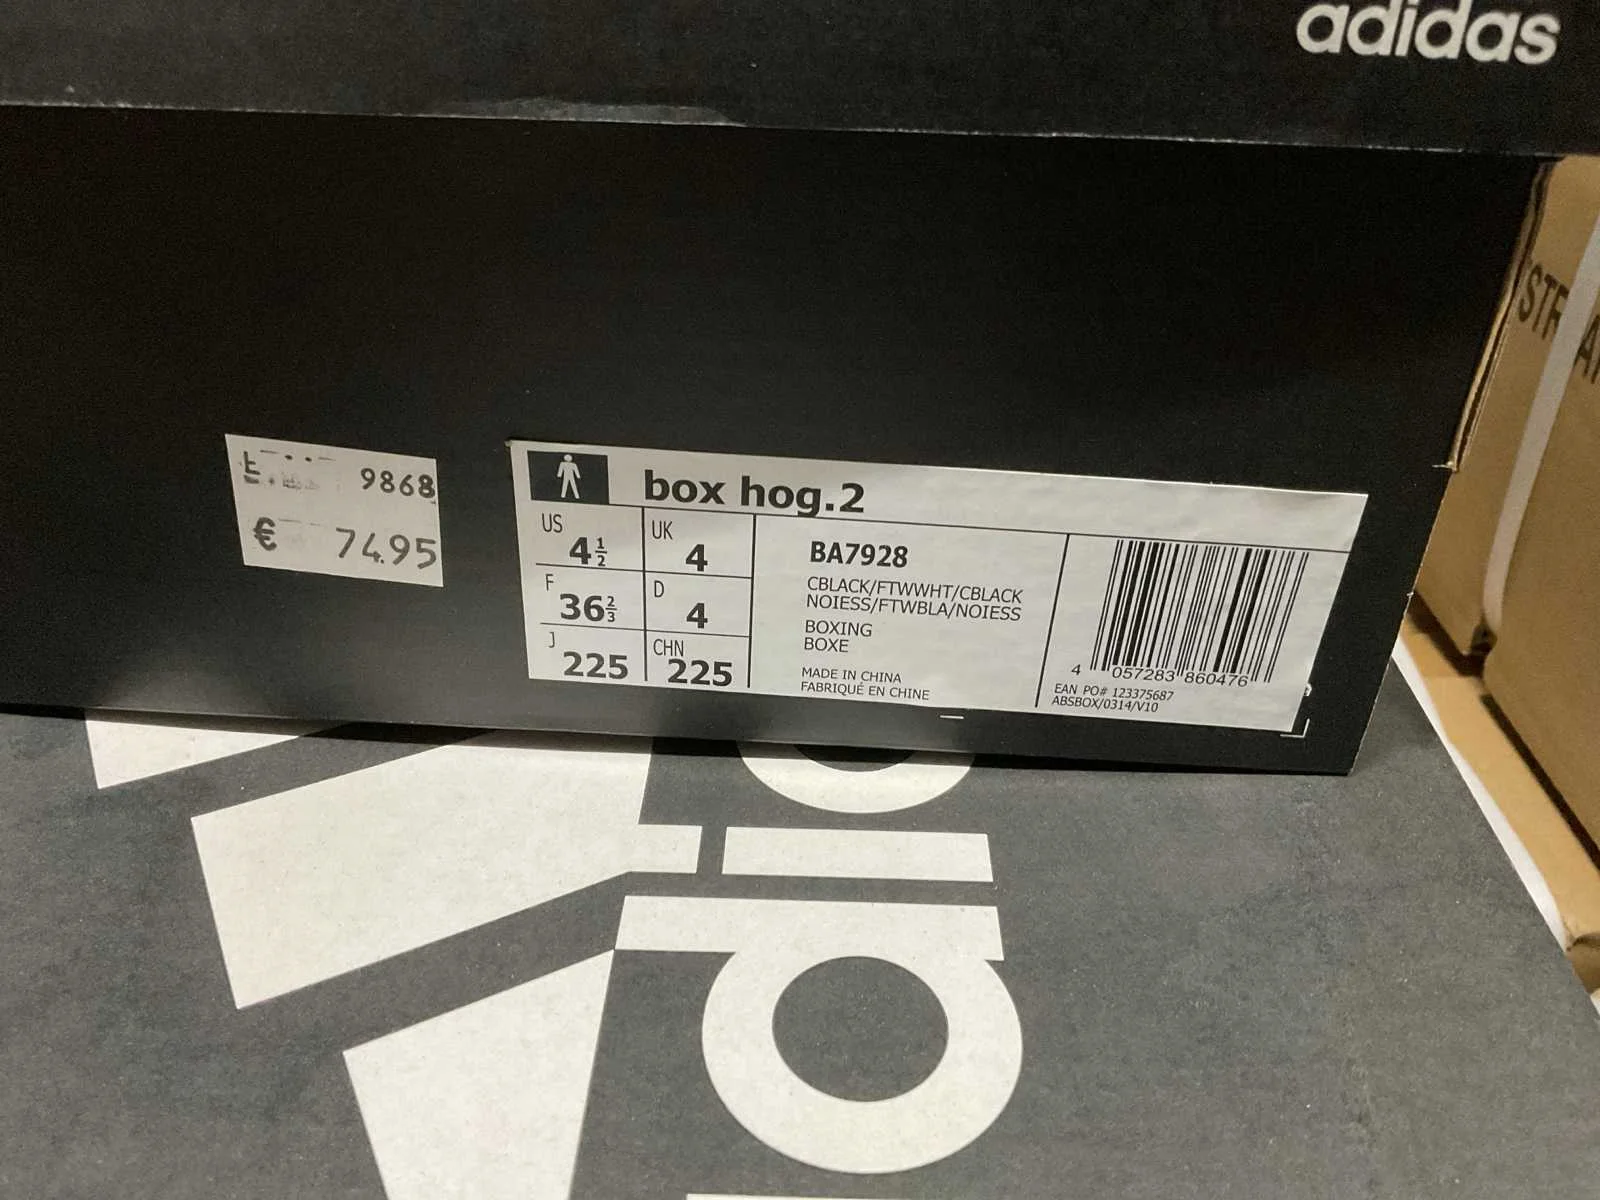 adidas
STR
9868
€ 74.95
box hog.2
US 4½
UK 4
F 36⅔
D 4
J 225
CHN 225
BA7928
CBLACK/FTWWHT/CBLACK
NOIESS/FTWBLA/NOIESS
BOXING
BOXE
MADE IN CHINA
FABRIQUÉ EN CHINE
4 057283 860476
EAN PO# 123375687
ABSBOX/0314/V10